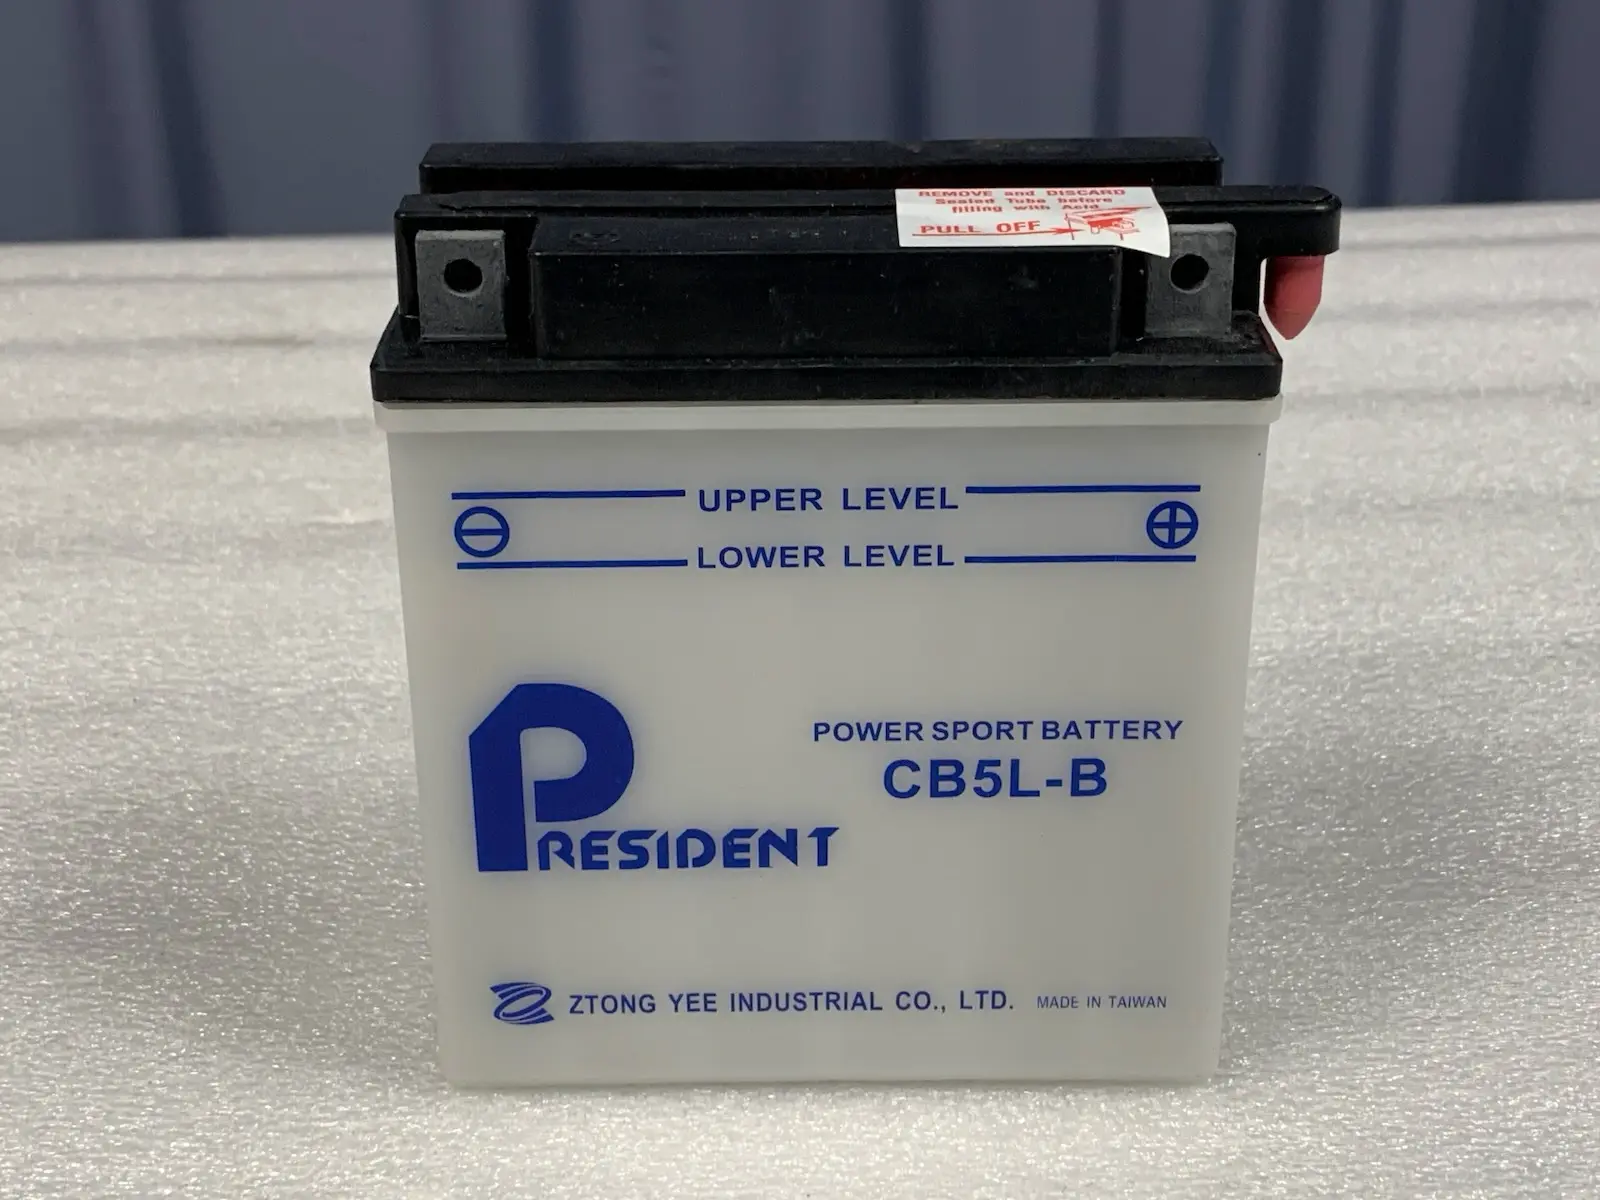 REMOVE and DISCARD
Sealed Tube before
filling with Acid
PULL OFF
UPPER LEVEL
LOWER LEVEL
POWER SPORT BATTERY
CB5L-B
PRESIDENT
ZTONG YEE INDUSTRIAL CO., LTD. MADE IN TAIWAN